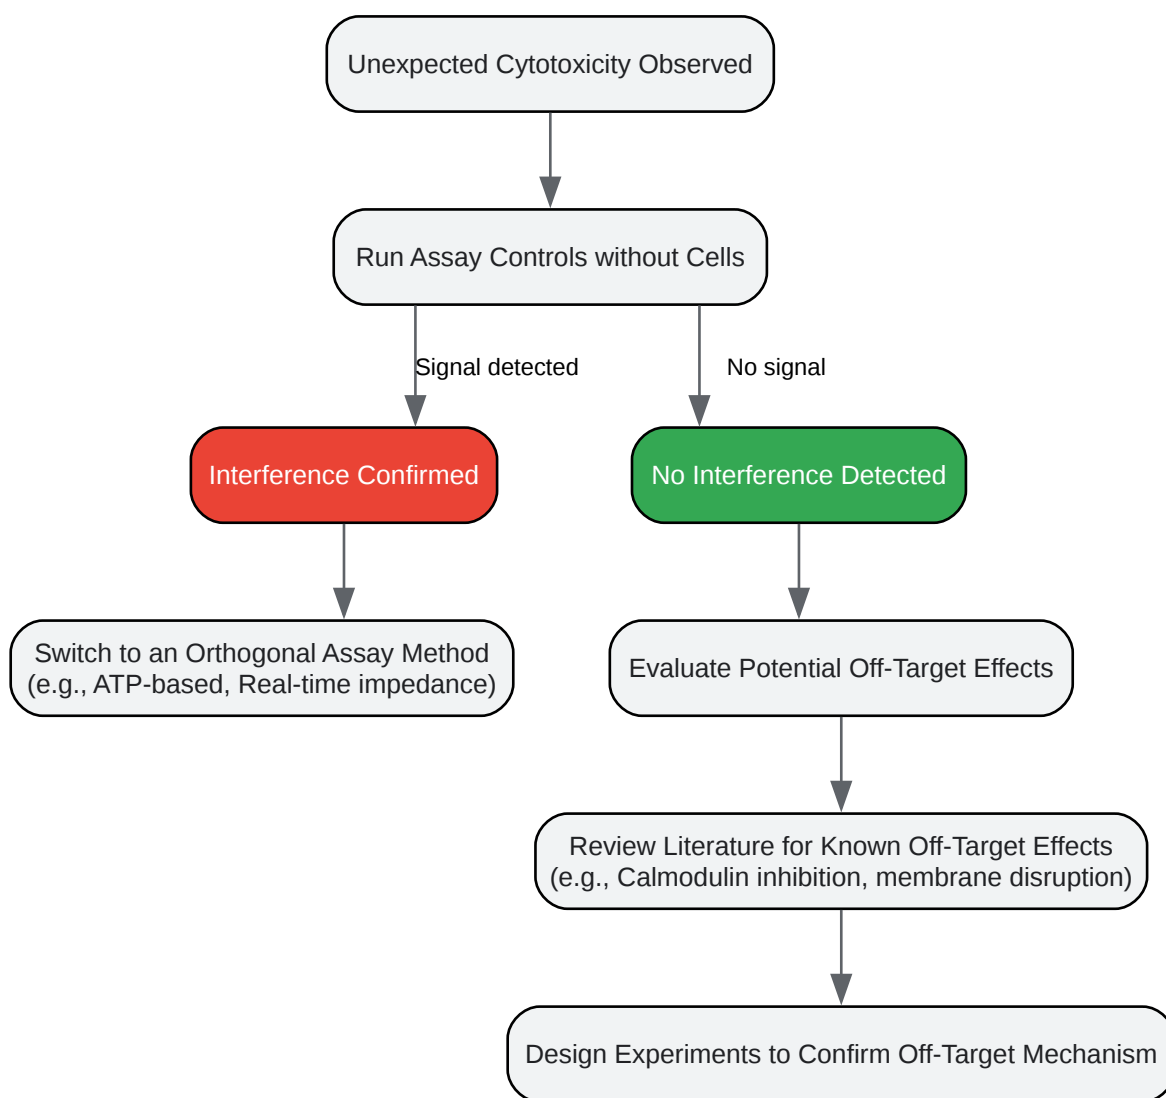 Unexpected Cytotoxicity Observed
Run Assay Controls without Cells
Signal detected
No signal
Interference Confirmed
No Interference Detected
Switch to an Orthogonal Assay Method
(e.g., ATP-based, Real-time impedance)
Evaluate Potential Off-Target Effects
Review Literature for Known Off-Target Effects
(e.g., Calmodulin inhibition, membrane disruption)
Design Experiments to Confirm Off-Target Mechanism